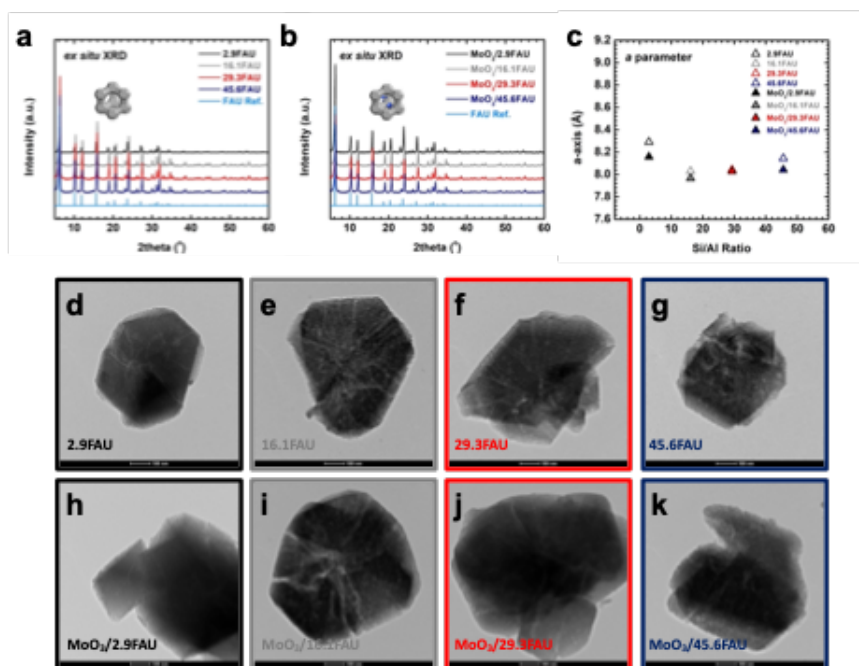 a
ex situ XRD
2.9FAU
16.1FAU
29.3FAU
45.6FAU
FAU Ref.
Intensity (a.u.)
0 10 20 30 40 50 60
2theta (°)
b
ex situ XRD
MoO₃/2.9FAU
MoO₃/16.1FAU
MoO₃/29.3FAU
MoO₃/45.6FAU
FAU Ref.
Intensity (a.u.)
0 10 20 30 40 50 60
2theta (°)
c
a parameter
2.9FAU
16.1FAU
29.3FAU
45.6FAU
MoO₃/2.9FAU
MoO₃/16.1FAU
MoO₃/29.3FAU
MoO₃/45.6FAU
a-axis (Å)
9.2
9.0
8.8
8.6
8.4
8.2
8.0
7.8
7.6
0 10 20 30 40 50 60
Si/Al Ratio
d
2.9FAU
e
16.1FAU
f
29.3FAU
g
45.6FAU
h
MoO₃/2.9FAU
i
MoO₃/16.1FAU
j
MoO₃/29.3FAU
k
MoO₃/45.6FAU